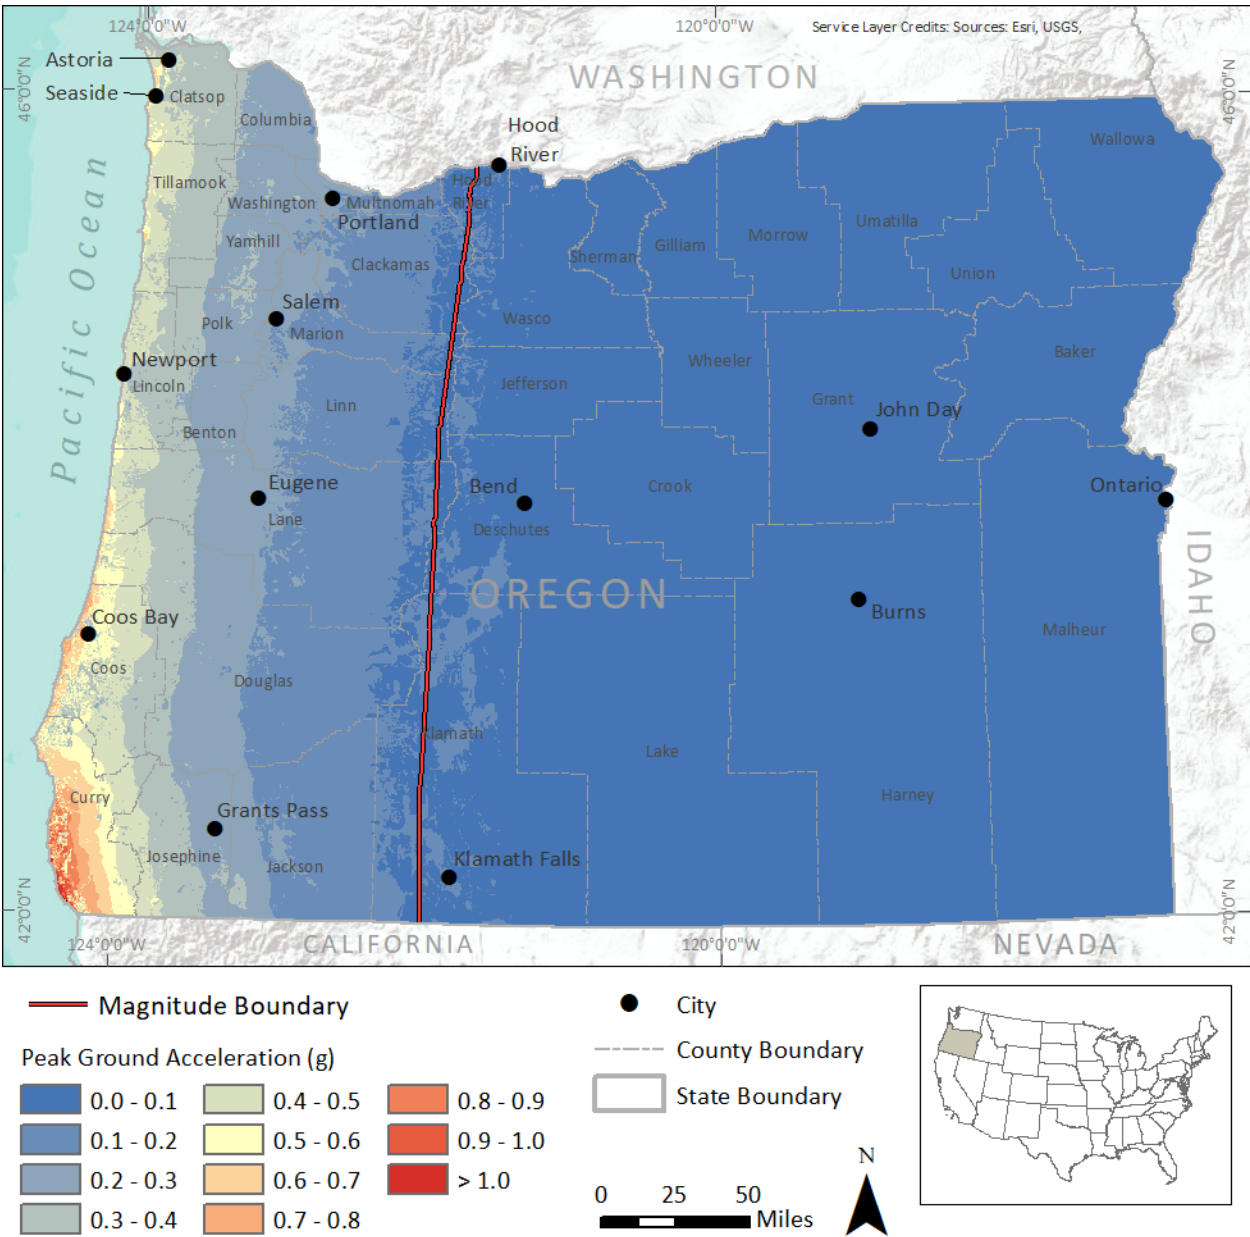 124°0'0"W
120°0'0"W
Service Layer Credits: Sources: Esri, USGS,
Astoria
Seaside
Clatsop
46°0'0"N
46°0'0"N
WASHINGTON
Columbia
Hood
River
Wallowa
Tillamook
Washington
Multnomah
Portland
Hood
River
Umatilla
Yamhill
Clackamas
Sherman
Gilliam
Morrow
Union
Pacific Ocean
Salem
Polk
Marion
Wasco
Newport
Lincoln
Jefferson
Wheeler
Baker
Linn
Grant
John Day
Benton
Eugene
Lane
Bend
Deschutes
Crook
Ontario
IDAHO
OREGON
Coos Bay
Coos
Burns
Malheur
Douglas
Klamath
Lake
Curry
Harney
Grants Pass
Josephine
Jackson
Klamath Falls
42°0'0"N
42°0'0"N
124°0'0"W
CALIFORNIA
120°0'0"W
NEVADA
Magnitude Boundary
Peak Ground Acceleration (g)
0.0 - 0.1
0.1 - 0.2
0.2 - 0.3
0.3 - 0.4
0.4 - 0.5
0.5 - 0.6
0.6 - 0.7
0.7 - 0.8
0.8 - 0.9
0.9 - 1.0
> 1.0
City
County Boundary
State Boundary
N
0 25 50
Miles